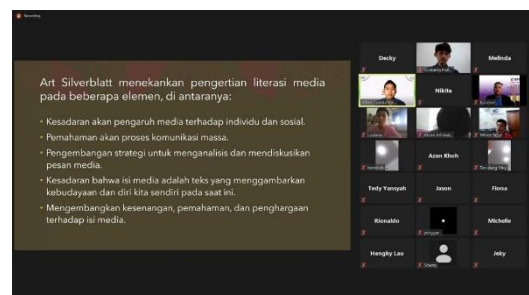 Recording
Art Silverblatt menekankan pengertian literasi media
pada beberapa elemen, di antaranya:
• Kesadaran akan pengaruh media terhadap individu dan sosial.
• Pemahaman akan proses komunikasi massa.
• Pengembangan strategi untuk menganalisis dan mendiskusikan
pesan media.
• Kesadaran bahwa isi media adalah teks yang menggambarkan
kebudayaan dan diri kita sendiri pada saat ini.
• Mengembangkan kesenangan, pemahaman, dan penghargaan
terhadap isi media.
Decky
Melinda
Nikita
Azan Khoh
Tedy Yansyah
Jason
Fiona
Rionaldo
Michelle
Hengky Lau
Sherly
Jeky